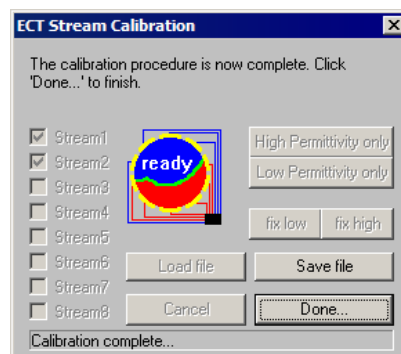 ECT Stream Calibration
The calibration procedure is now complete. Click
'Done...' to finish.
Stream1
Stream2
Stream3
Stream4
Stream5
Stream6
Stream7
Stream8
ready
High Permittivity only
Low Permittivity only
fix low
fix high
Load file
Save file
Cancel
Done...
Calibration complete...